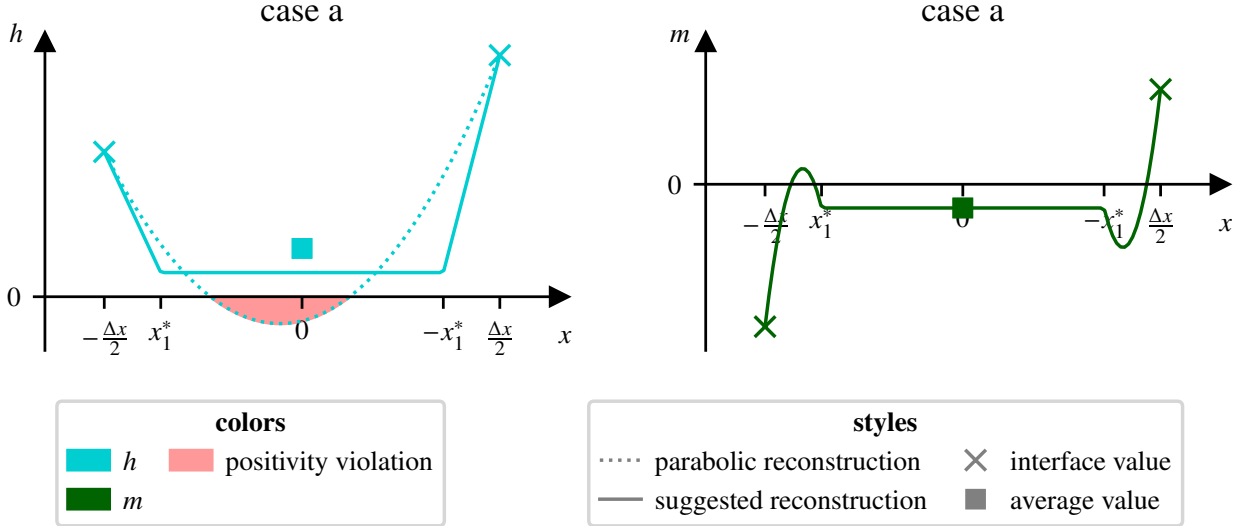 case a
h
0
−Δx/2 x₁* 0 −x₁* Δx/2 x
case a
m
0
−Δx/2 x₁* 0 −x₁* Δx/2 x
colors
h positivity violation
m
styles
parabolic reconstruction interface value
suggested reconstruction average value